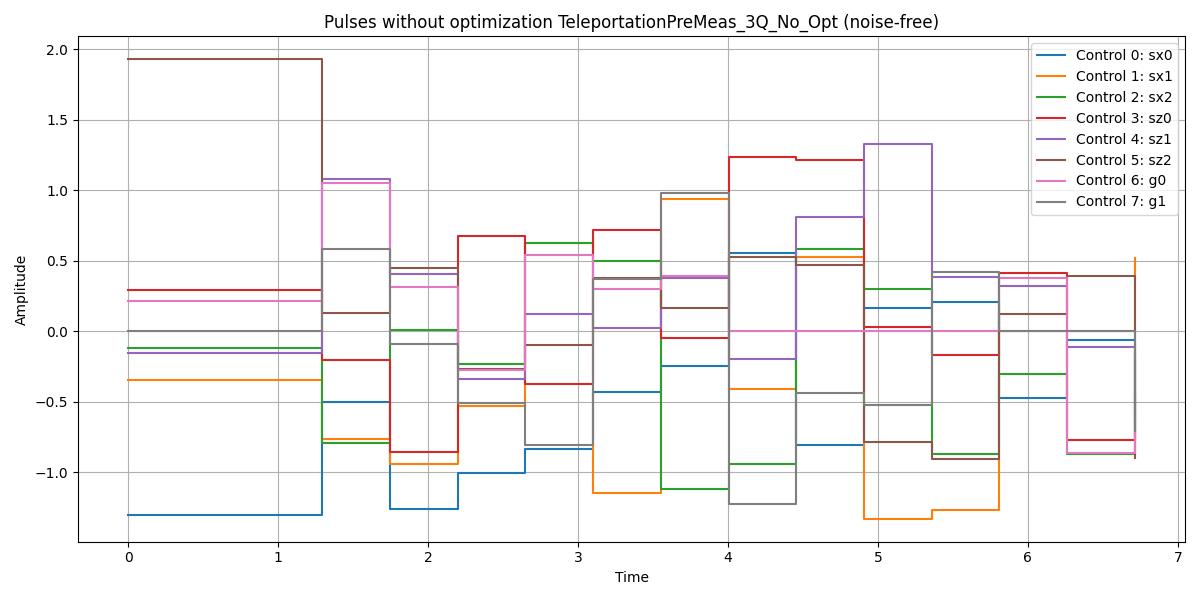 Pulses without optimization TeleportationPreMeas_3Q_No_Opt (noise-free)
2.0
1.5
1.0
0.5
0.0
−0.5
−1.0
Amplitude
Control 0: sx0
Control 1: sx1
Control 2: sx2
Control 3: sz0
Control 4: sz1
Control 5: sz2
Control 6: g0
Control 7: g1
0 1 2 3 4 5 6 7
Time